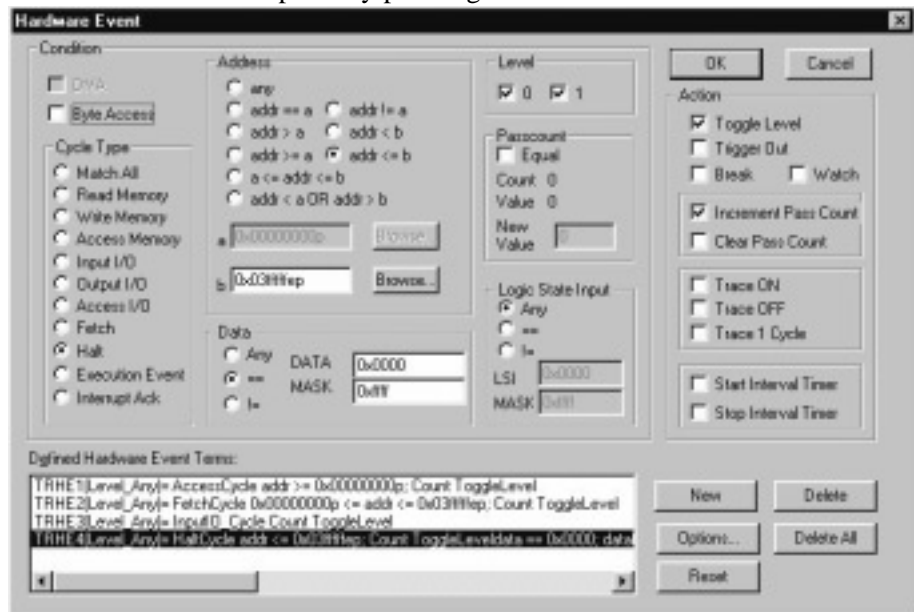 Hardware Event
Condition
DMA
Byte Access
Cycle Type
Match All
Read Memory
Write Memory
Access Memory
Input I/O
Output I/O
Access I/O
Fetch
Halt
Execution Event
Interrupt Ack
Address
any
addr == a addr != a
addr > a addr < b
addr >= a addr <= b
a <= addr <= b
addr < a OR addr > b
a 0x00000000p Browse...
b 0x03ffffep Browse...
Data
Any
==
!=
DATA 0x0000
MASK 0xffff
Level
0 1
Passcount
Equal
Count 0
Value 0
New Value 0
Logic State Input
Any
==
!=
LSI 0x0000
MASK 0xffff
OK Cancel
Action
Toggle Level
Trigger Out
Break Watch
Increment Pass Count
Clear Pass Count
Trace ON
Trace OFF
Trace 1 Cycle
Start Interval Timer
Stop Interval Timer
Defined Hardware Event Terms:
TRHE1|Level_Any|= AccessCycle addr >= 0x00000000p; Count ToggleLevel
TRHE2|Level_Any|= FetchCycle 0x00000000p <= addr <= 0x03ffffep; Count ToggleLevel
TRHE3|Level_Any|= InputIO_Cycle Count ToggleLevel
TRHE4|Level_Any|= HaltCycle addr <= 0x03ffffep; Count ToggleLeveldata == 0x0000; data
New Delete
Options... Delete All
Reset